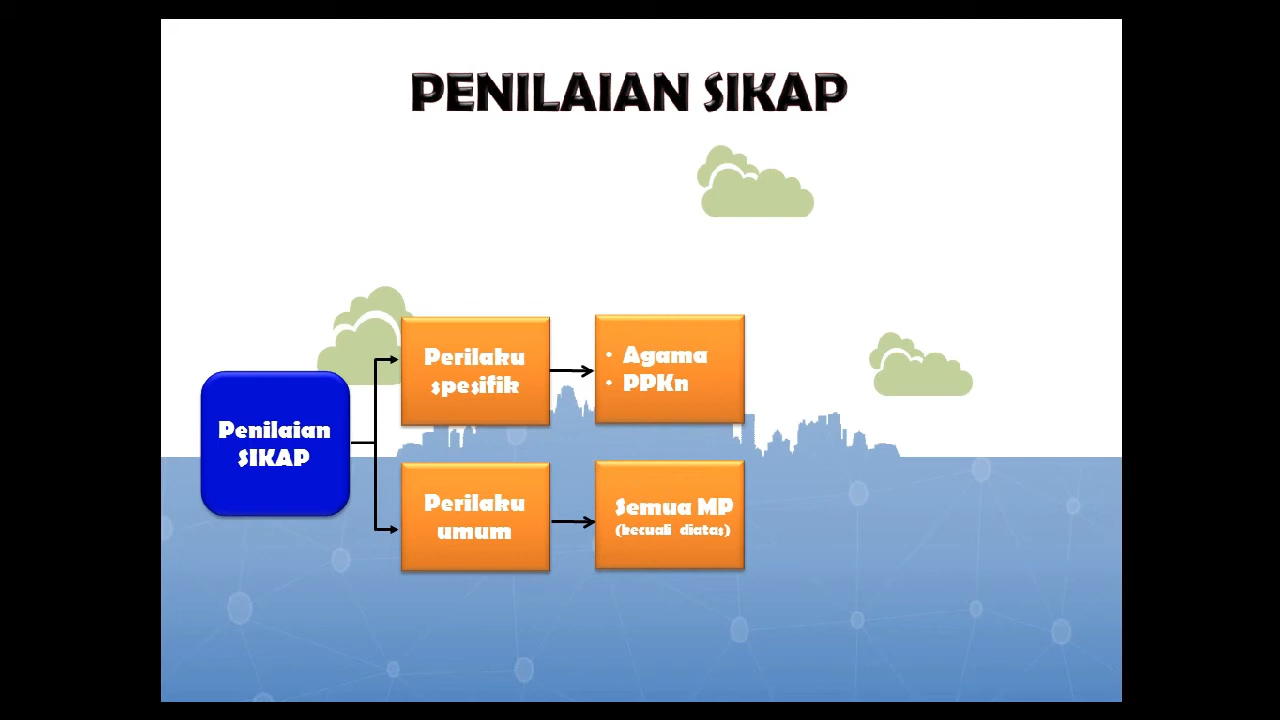 PENILAIAN SIKAP
Penilaian
SIKAP
Perilaku
spesifik
• Agama
• PPKn
Perilaku
umum
Semua MP
(kecuali diatas)